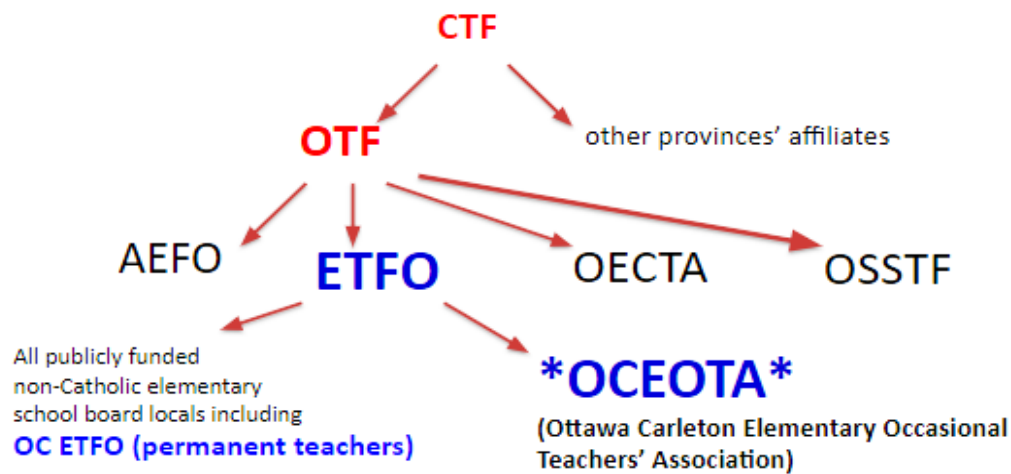 CTF
OTF
other provinces’ affiliates
AEFO
ETFO
OECTA
OSSTF
All publicly funded
non-Catholic elementary
school board locals including
OC ETFO (permanent teachers)
*OCEOTA*
(Ottawa Carleton Elementary Occasional
Teachers’ Association)